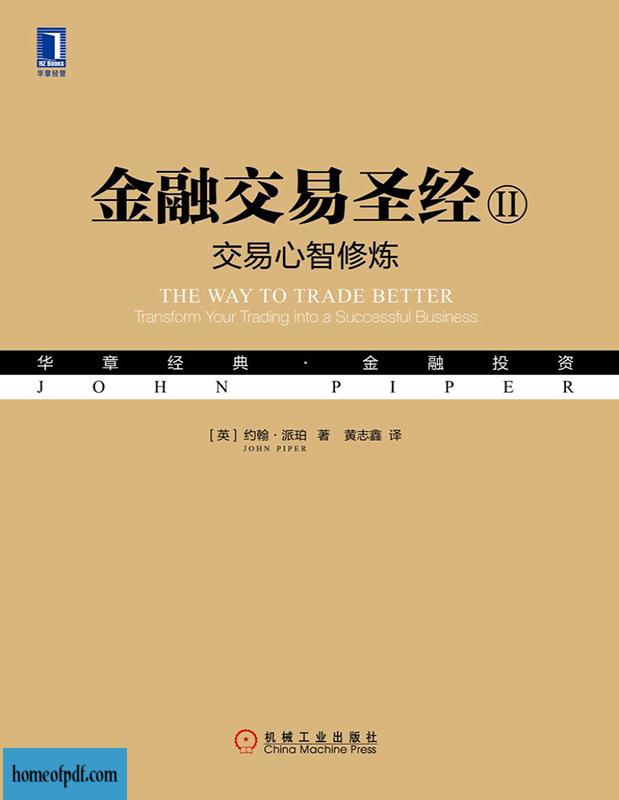 HZ Books
华章经管
金融交易圣经Ⅱ
交易心智修炼
THE WAY TO TRADE BETTER
Transform Your Trading into a Successful Business
华章经典·金融投资
JOHN PIPER
[英] 约翰·派珀 著 黄志鑫 译
JOHN PIPER
机械工业出版社
China Machine Press
homeofpdf.com